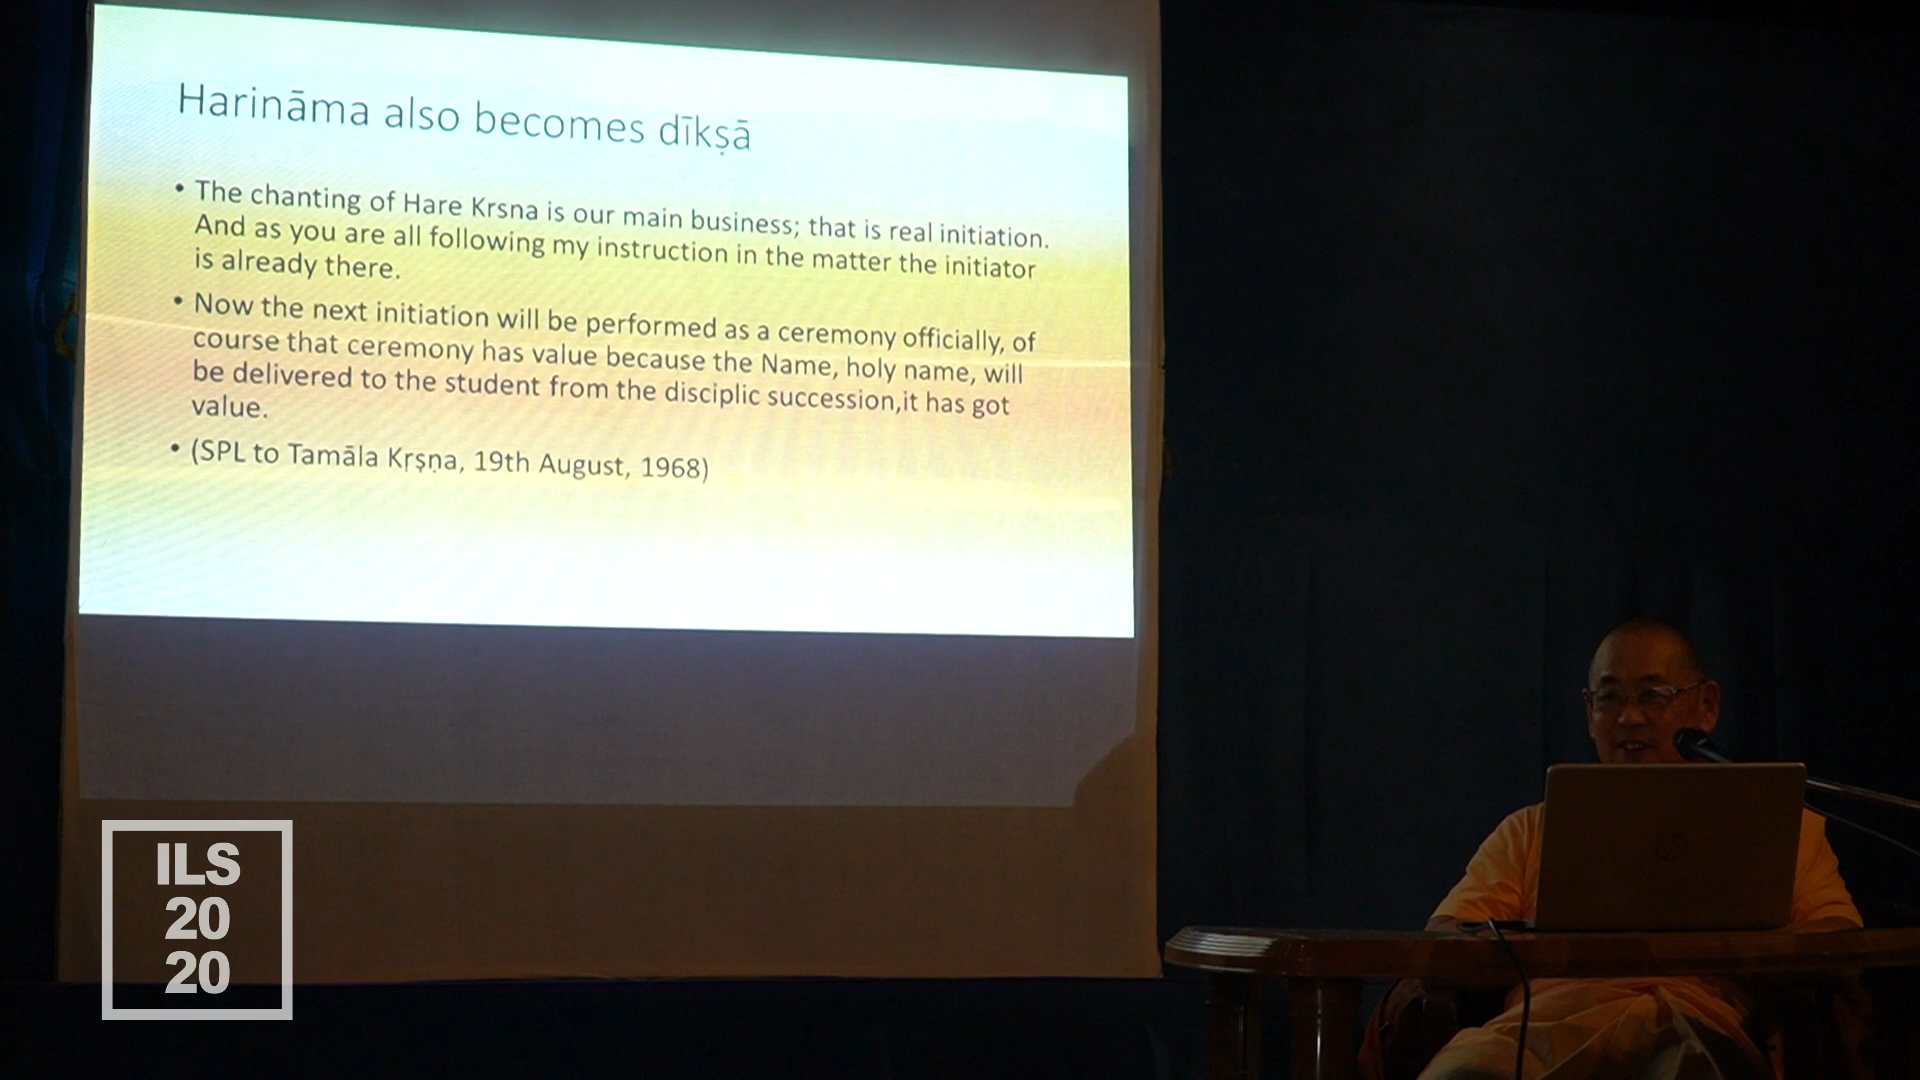 Harināma also becomes dīkṣā
• The chanting of Hare Krsna is our main business; that is real initiation.
And as you are all following my instruction in the matter the initiator
is already there.
• Now the next initiation will be performed as a ceremony officially, of
course that ceremony has value because the Name, holy name, will
be delivered to the student from the disciplic succession,it has got
value.
• (SPL to Tamāla Kṛṣṇa, 19th August, 1968)
ILS
20
20